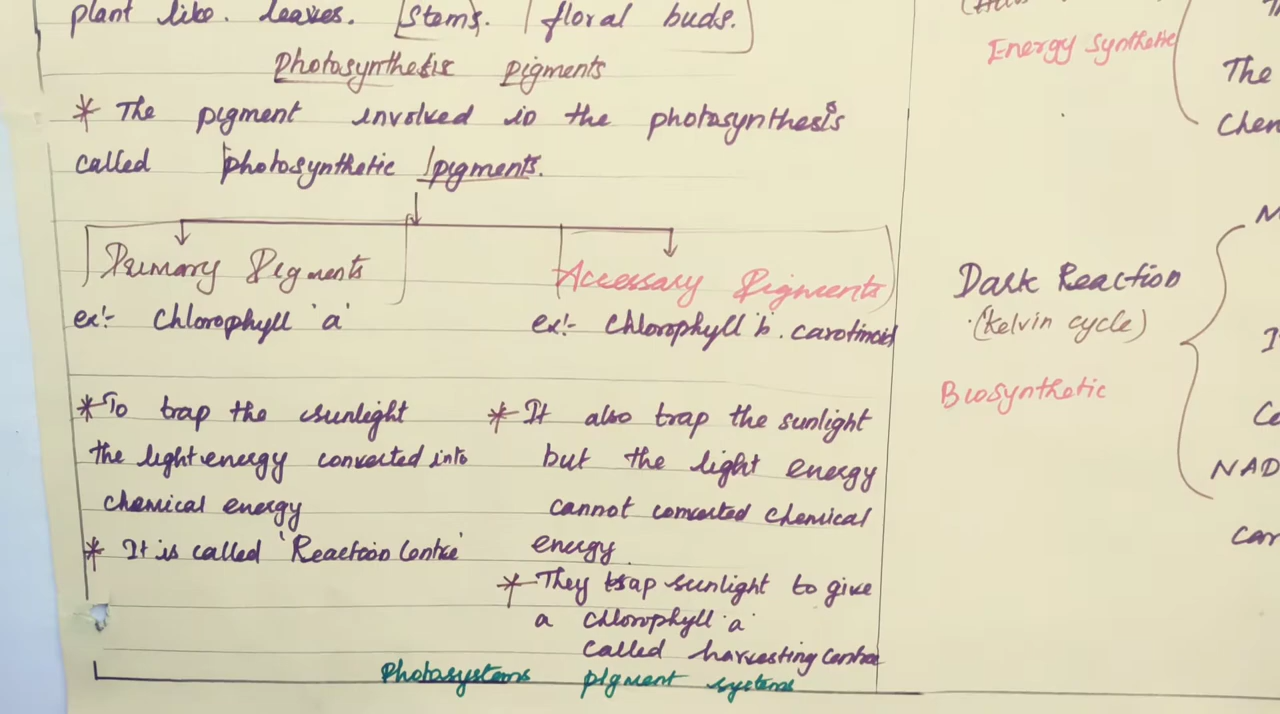 plant like. leaves. stems. floral buds.
photosynthesis pigments
* The pigment involved in the photosynthesis
called photosynthetic pigments.
Primary Pigments
ex:- Chlorophyll 'a'
* To trap the sunlight
the light energy converted into
chemical energy
* It is called 'Reaction Centre'
Accessary Pigments
ex:- Chlorophyll 'b'. carotinoid
* It also trap the sunlight
but the light energy
cannot converted chemical
energy.
* They trap sunlight to give
a chlorophyll 'a'
called harvesting centre
Photosystems pigment systems
Energy synthetic
The
Chem
Dark Reaction
(Kelvin cycle)
Biosynthetic
NAD